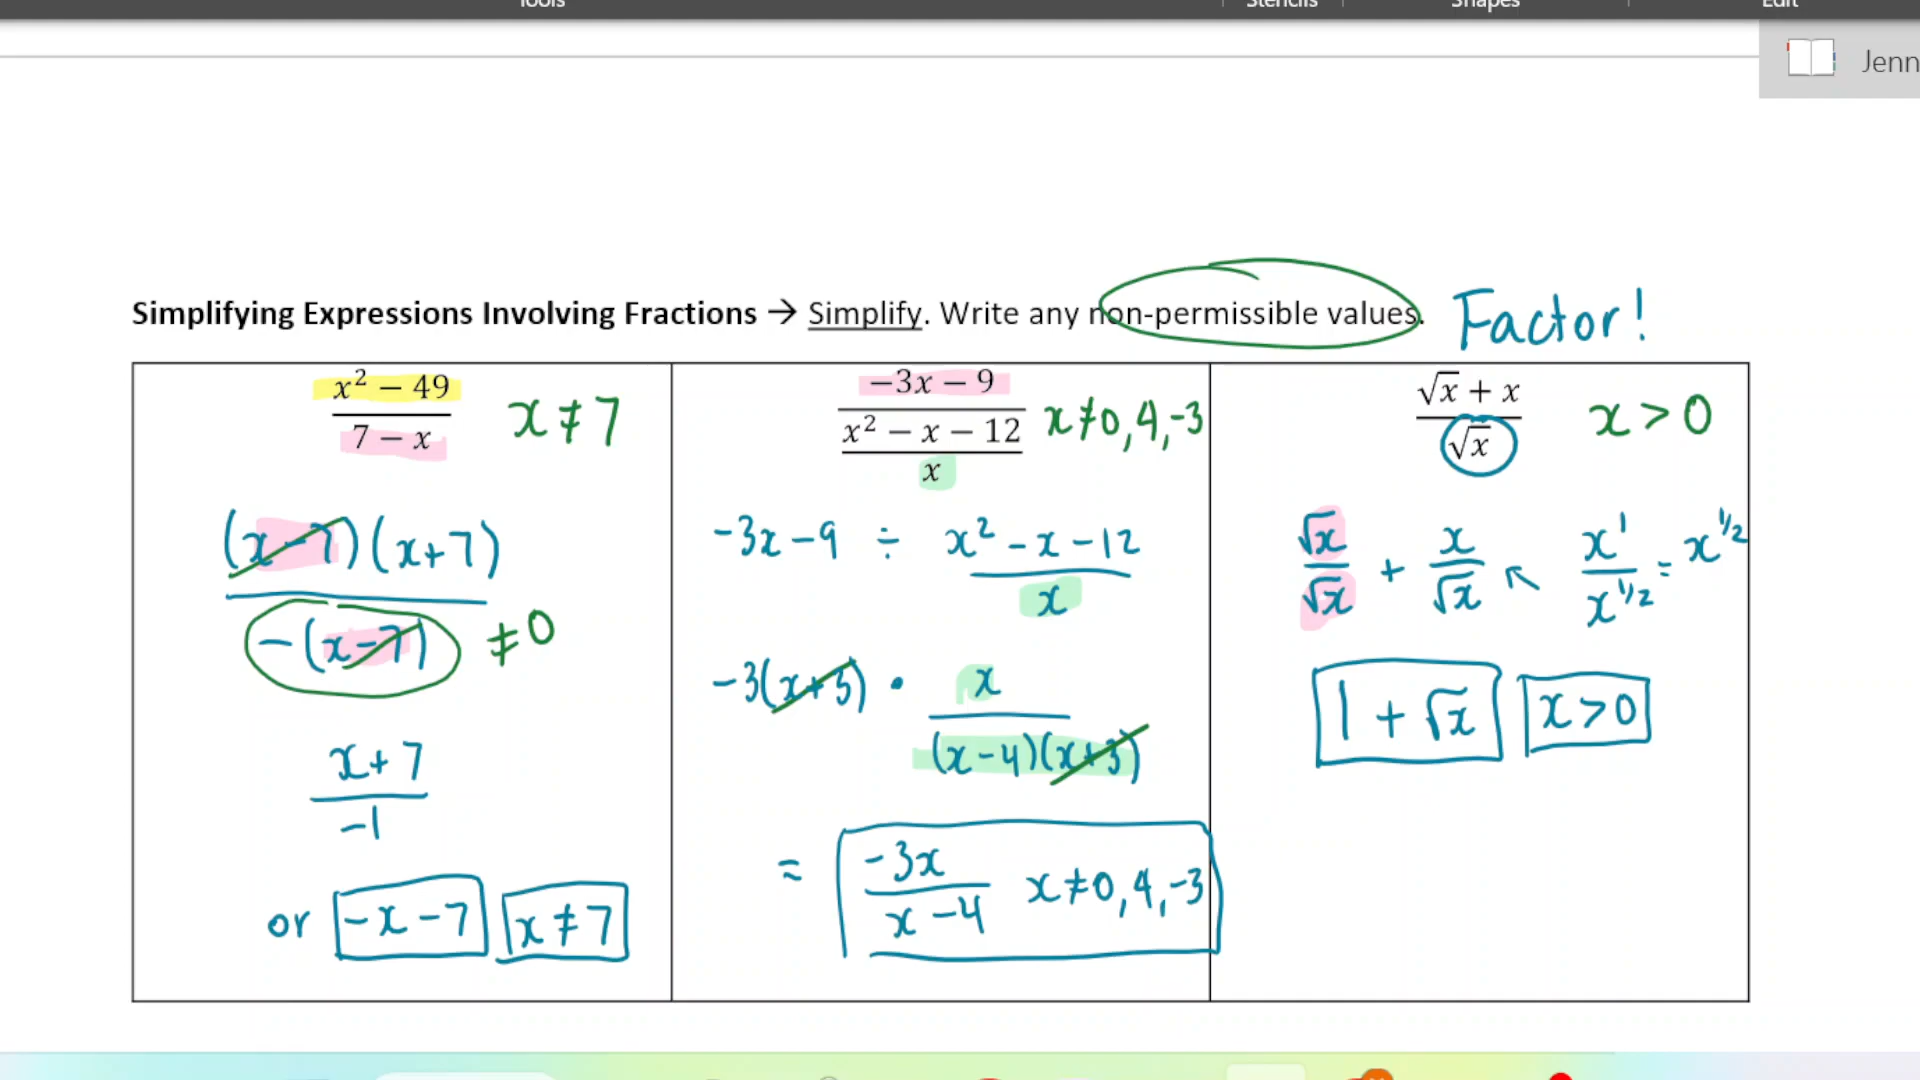 Tools Stencils Shapes Edit
Jenn
Simplifying Expressions Involving Fractions → Simplify. Write any non-permissible values. Factor!
x² − 49
7 − x
x ≠ 7
(x−7)(x+7)
−(x−7) ≠ 0
x+7
−1
or −x−7 x ≠ 7
−3x − 9
x² − x − 12
x
x≠0,4,−3
−3x−9 ÷ x²−x−12
x
−3(x+3) • x
(x−4)(x+3)
= −3x
x−4
x≠0,4,−3
√x + x
√x
x > 0
√x/√x + x/√x ↖ x¹/x^1/2 = x^1/2
1 + √x x>0